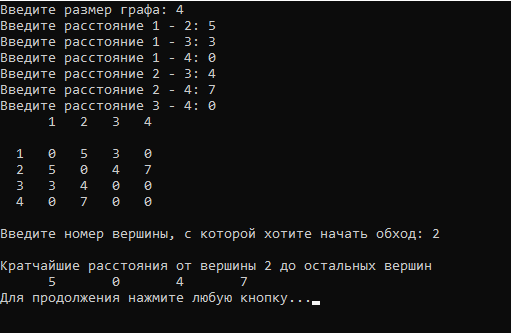 Введите размер графа: 4
Введите расстояние 1 - 2: 5
Введите расстояние 1 - 3: 3
Введите расстояние 1 - 4: 0
Введите расстояние 2 - 3: 4
Введите расстояние 2 - 4: 7
Введите расстояние 3 - 4: 0
1 2 3 4
1 0 5 3 0
2 5 0 4 7
3 3 4 0 0
4 0 7 0 0
Введите номер вершины, с которой хотите начать обход: 2
Кратчайшие расстояния от вершины 2 до остальных вершин
5 0 4 7
Для продолжения нажмите любую кнопку...